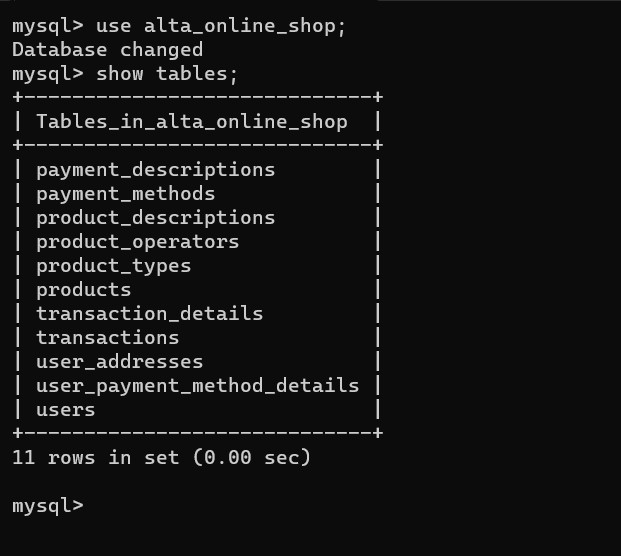 mysql> use alta_online_shop;
Database changed
mysql> show tables;
+-----------------------------+
| Tables_in_alta_online_shop  |
+-----------------------------+
| payment_descriptions        |
| payment_methods             |
| product_descriptions        |
| product_operators           |
| product_types               |
| products                    |
| transaction_details         |
| transactions                |
| user_addresses              |
| user_payment_method_details |
| users                       |
+-----------------------------+
11 rows in set (0.00 sec)
mysql>